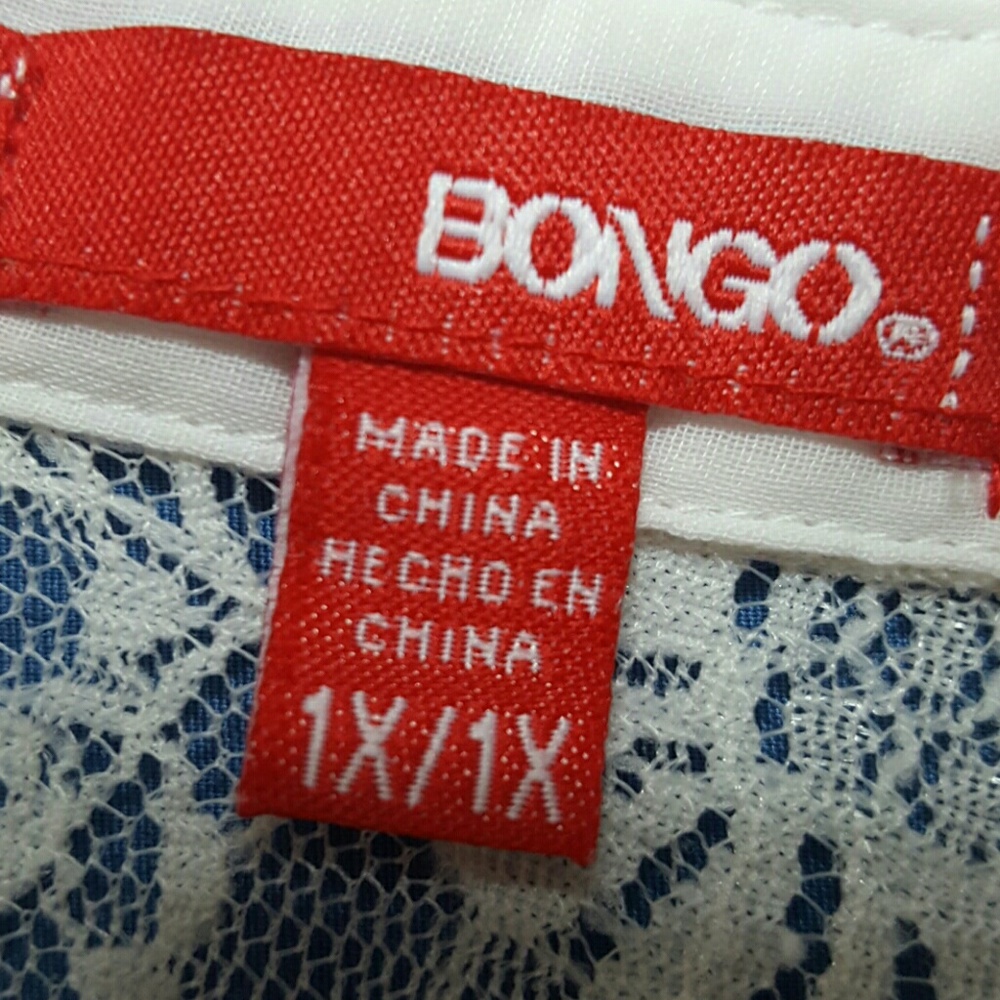 BONGO®
MADE IN
CHINA
HECHO EN
CHINA
1X/1X